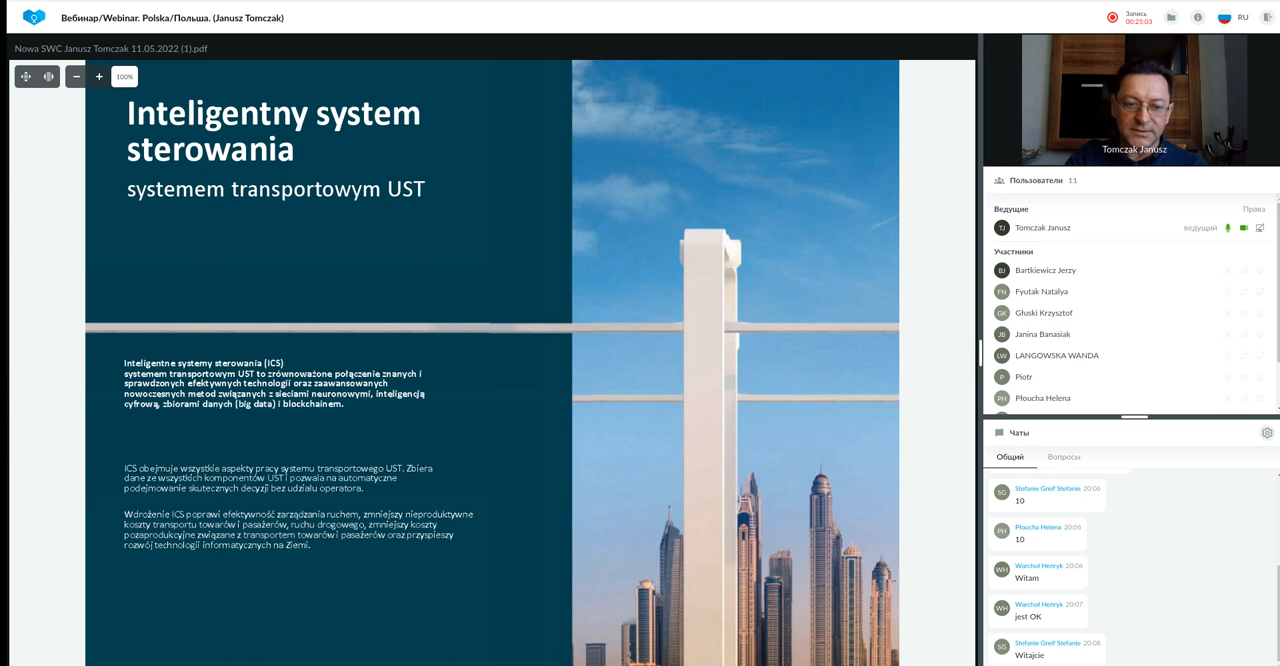 Вебинар/Webinar. Polska/Польша. (Janusz Tomczak)
Запись
00:25:03
RU
Nowa SWC Janusz Tomczak 11.05.2022 (1).pdf
100%
Inteligentny system
sterowania
systemem transportowym UST
Inteligentne systemy sterowania (ICS)
systemem transportowym UST to zrównoważone połączenie znanych i
sprawdzonych efektywnych technologii oraz zaawansowanych
nowoczesnych metod związanych z sieciami neuronowymi, inteligencją
cyfrową, zbiorami danych (big data) i blockchainem.
ICS obejmuje wszystkie aspekty pracy systemu transportowego UST. Zbiera
dane ze wszystkich komponentów UST i pozwala na automatyczne
podejmowanie skutecznych decyzji bez udziału operatora.
Wdrożenie ICS poprawi efektywność zarządzania ruchem, zmniejszy nieproduktywne
koszty transportu towarów i pasażerów, ruchu drogowego, zmniejszy koszty
pozaprodukcyjne związane z transportem towarów i pasażerów oraz przyspieszy
rozwój technologii informatycznych na Ziemi.
Tomczak Janusz
Пользователи 11
Ведущие Права
TJ Tomczak Janusz ведущий
Участники
BJ Bartkiewicz Jerzy
FN Fyutak Natalya
GK Głuski Krzysztof
JB Janina Banasiak
LW LANGOWSKA WANDA
P Piotr
PH Płoucha Helena
Чаты
Общий Вопросы
SG Stefanie Greif Stefanie 20:06
10
PH Płoucha Helena 20:06
10
WH Warchoł Henryk 20:06
Witam
WH Warchoł Henryk 20:07
jest OK
SG Stefanie Greif Stefanie 20:08
Witajcie